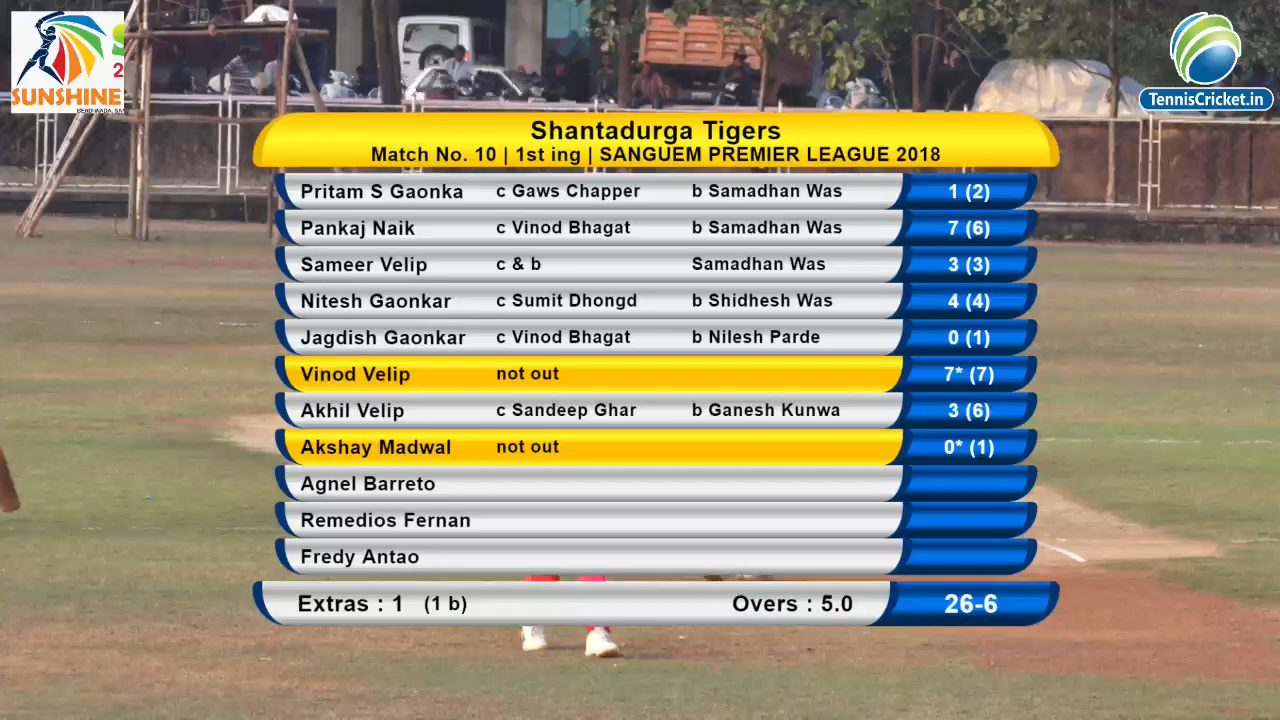 SUNSHINE
TennisCricket.in
Shantadurga Tigers
Match No. 10 | 1st ing | SANGUEM PREMIER LEAGUE 2018
Pritam S Gaonka c Gaws Chapper b Samadhan Was 1 (2)
Pankaj Naik c Vinod Bhagat b Samadhan Was 7 (6)
Sameer Velip c & b Samadhan Was 3 (3)
Nitesh Gaonkar c Sumit Dhongd b Shidhesh Was 4 (4)
Jagdish Gaonkar c Vinod Bhagat b Nilesh Parde 0 (1)
Vinod Velip not out 7* (7)
Akhil Velip c Sandeep Ghar b Ganesh Kunwa 3 (6)
Akshay Madwal not out 0* (1)
Agnel Barreto
Remedios Fernan
Fredy Antao
Extras : 1 (1 b) Overs : 5.0 26-6